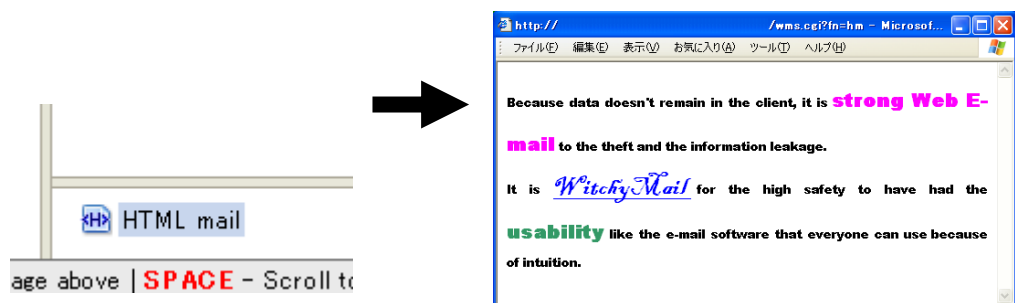 HTML mail
age above | SPACE - Scroll to
http:// /wms.cgi?fn=hm - Microsof...
ファイル(F) 編集(E) 表示(V) お気に入り(A) ツール(T) ヘルプ(H)
Because data doesn't remain in the client, it is strong Web E-
mail to the theft and the information leakage.
It is WitchyMail for the high safety to have had the
usability like the e-mail software that everyone can use because
of intuition.